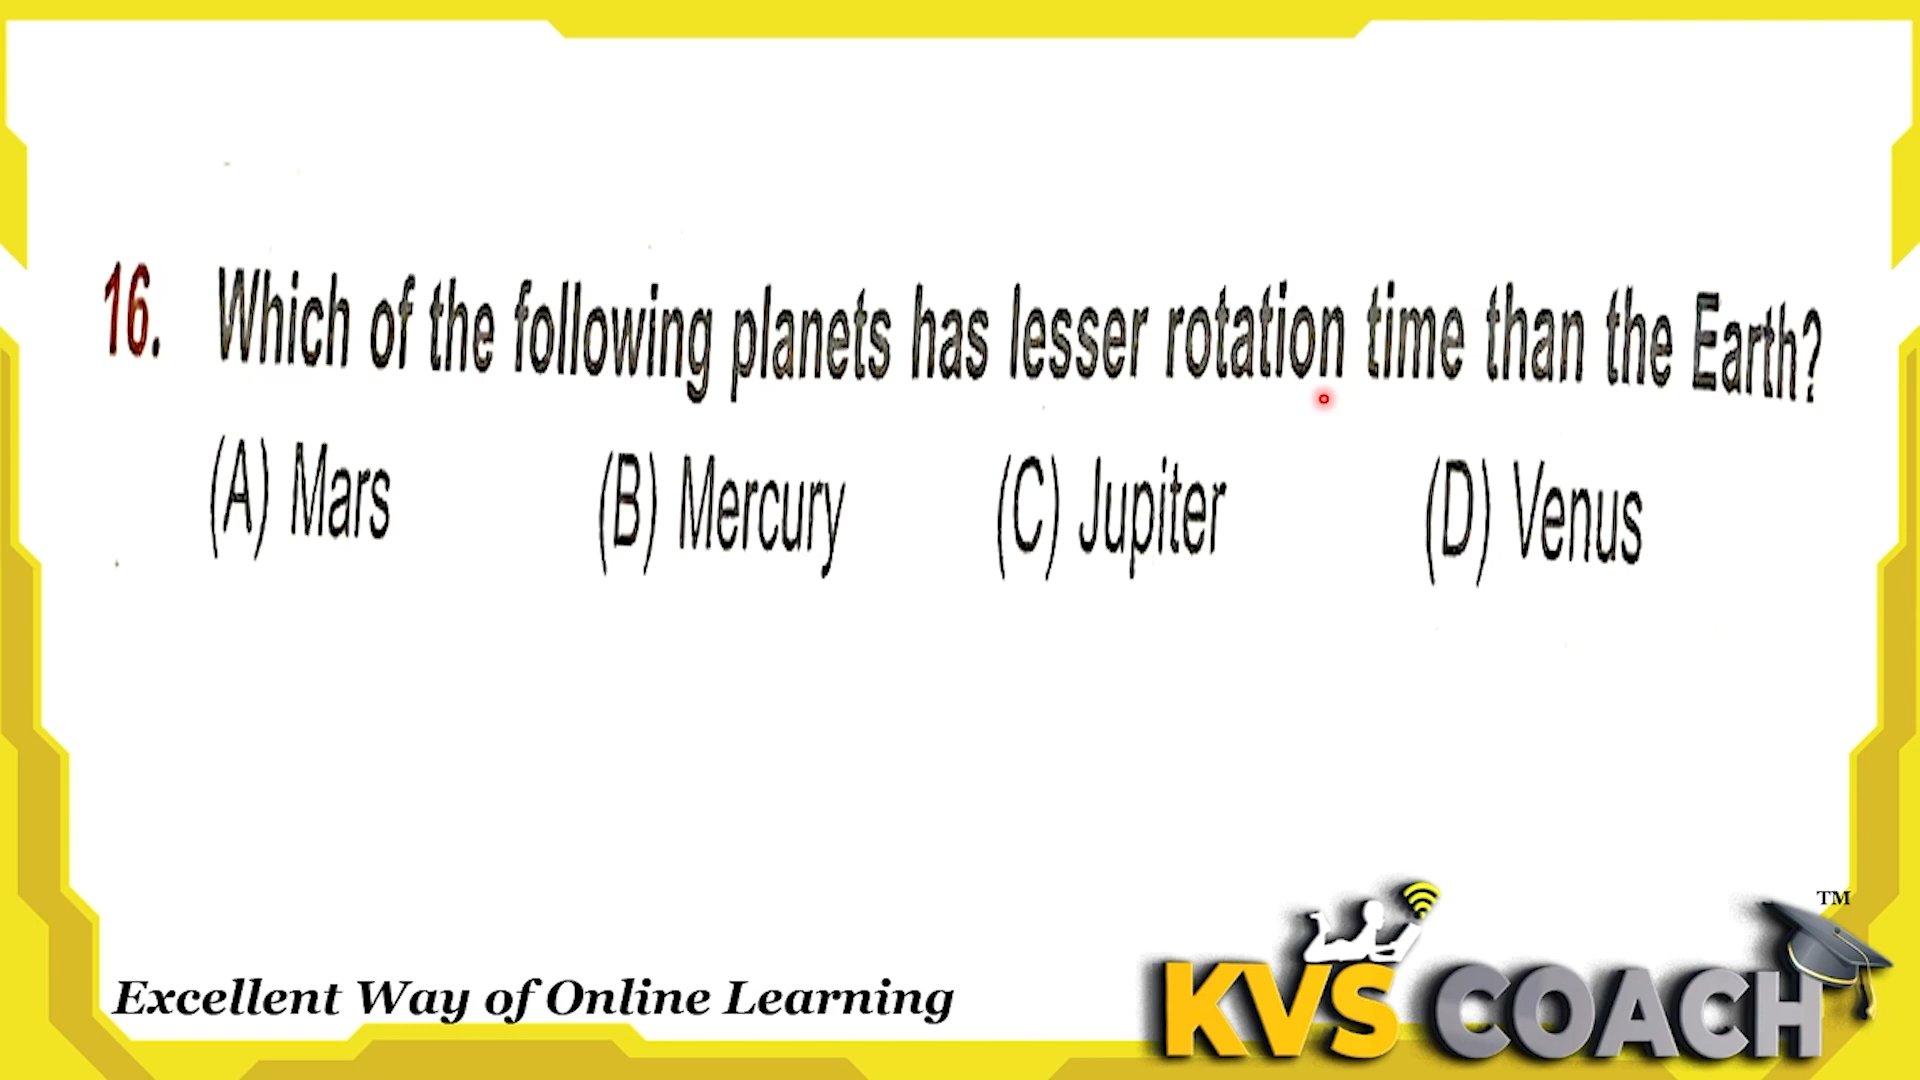 16. Which of the following planets has lesser rotation time than the Earth?
(A) Mars (B) Mercury (C) Jupiter (D) Venus
Excellent Way of Online Learning
KVS COACH TM